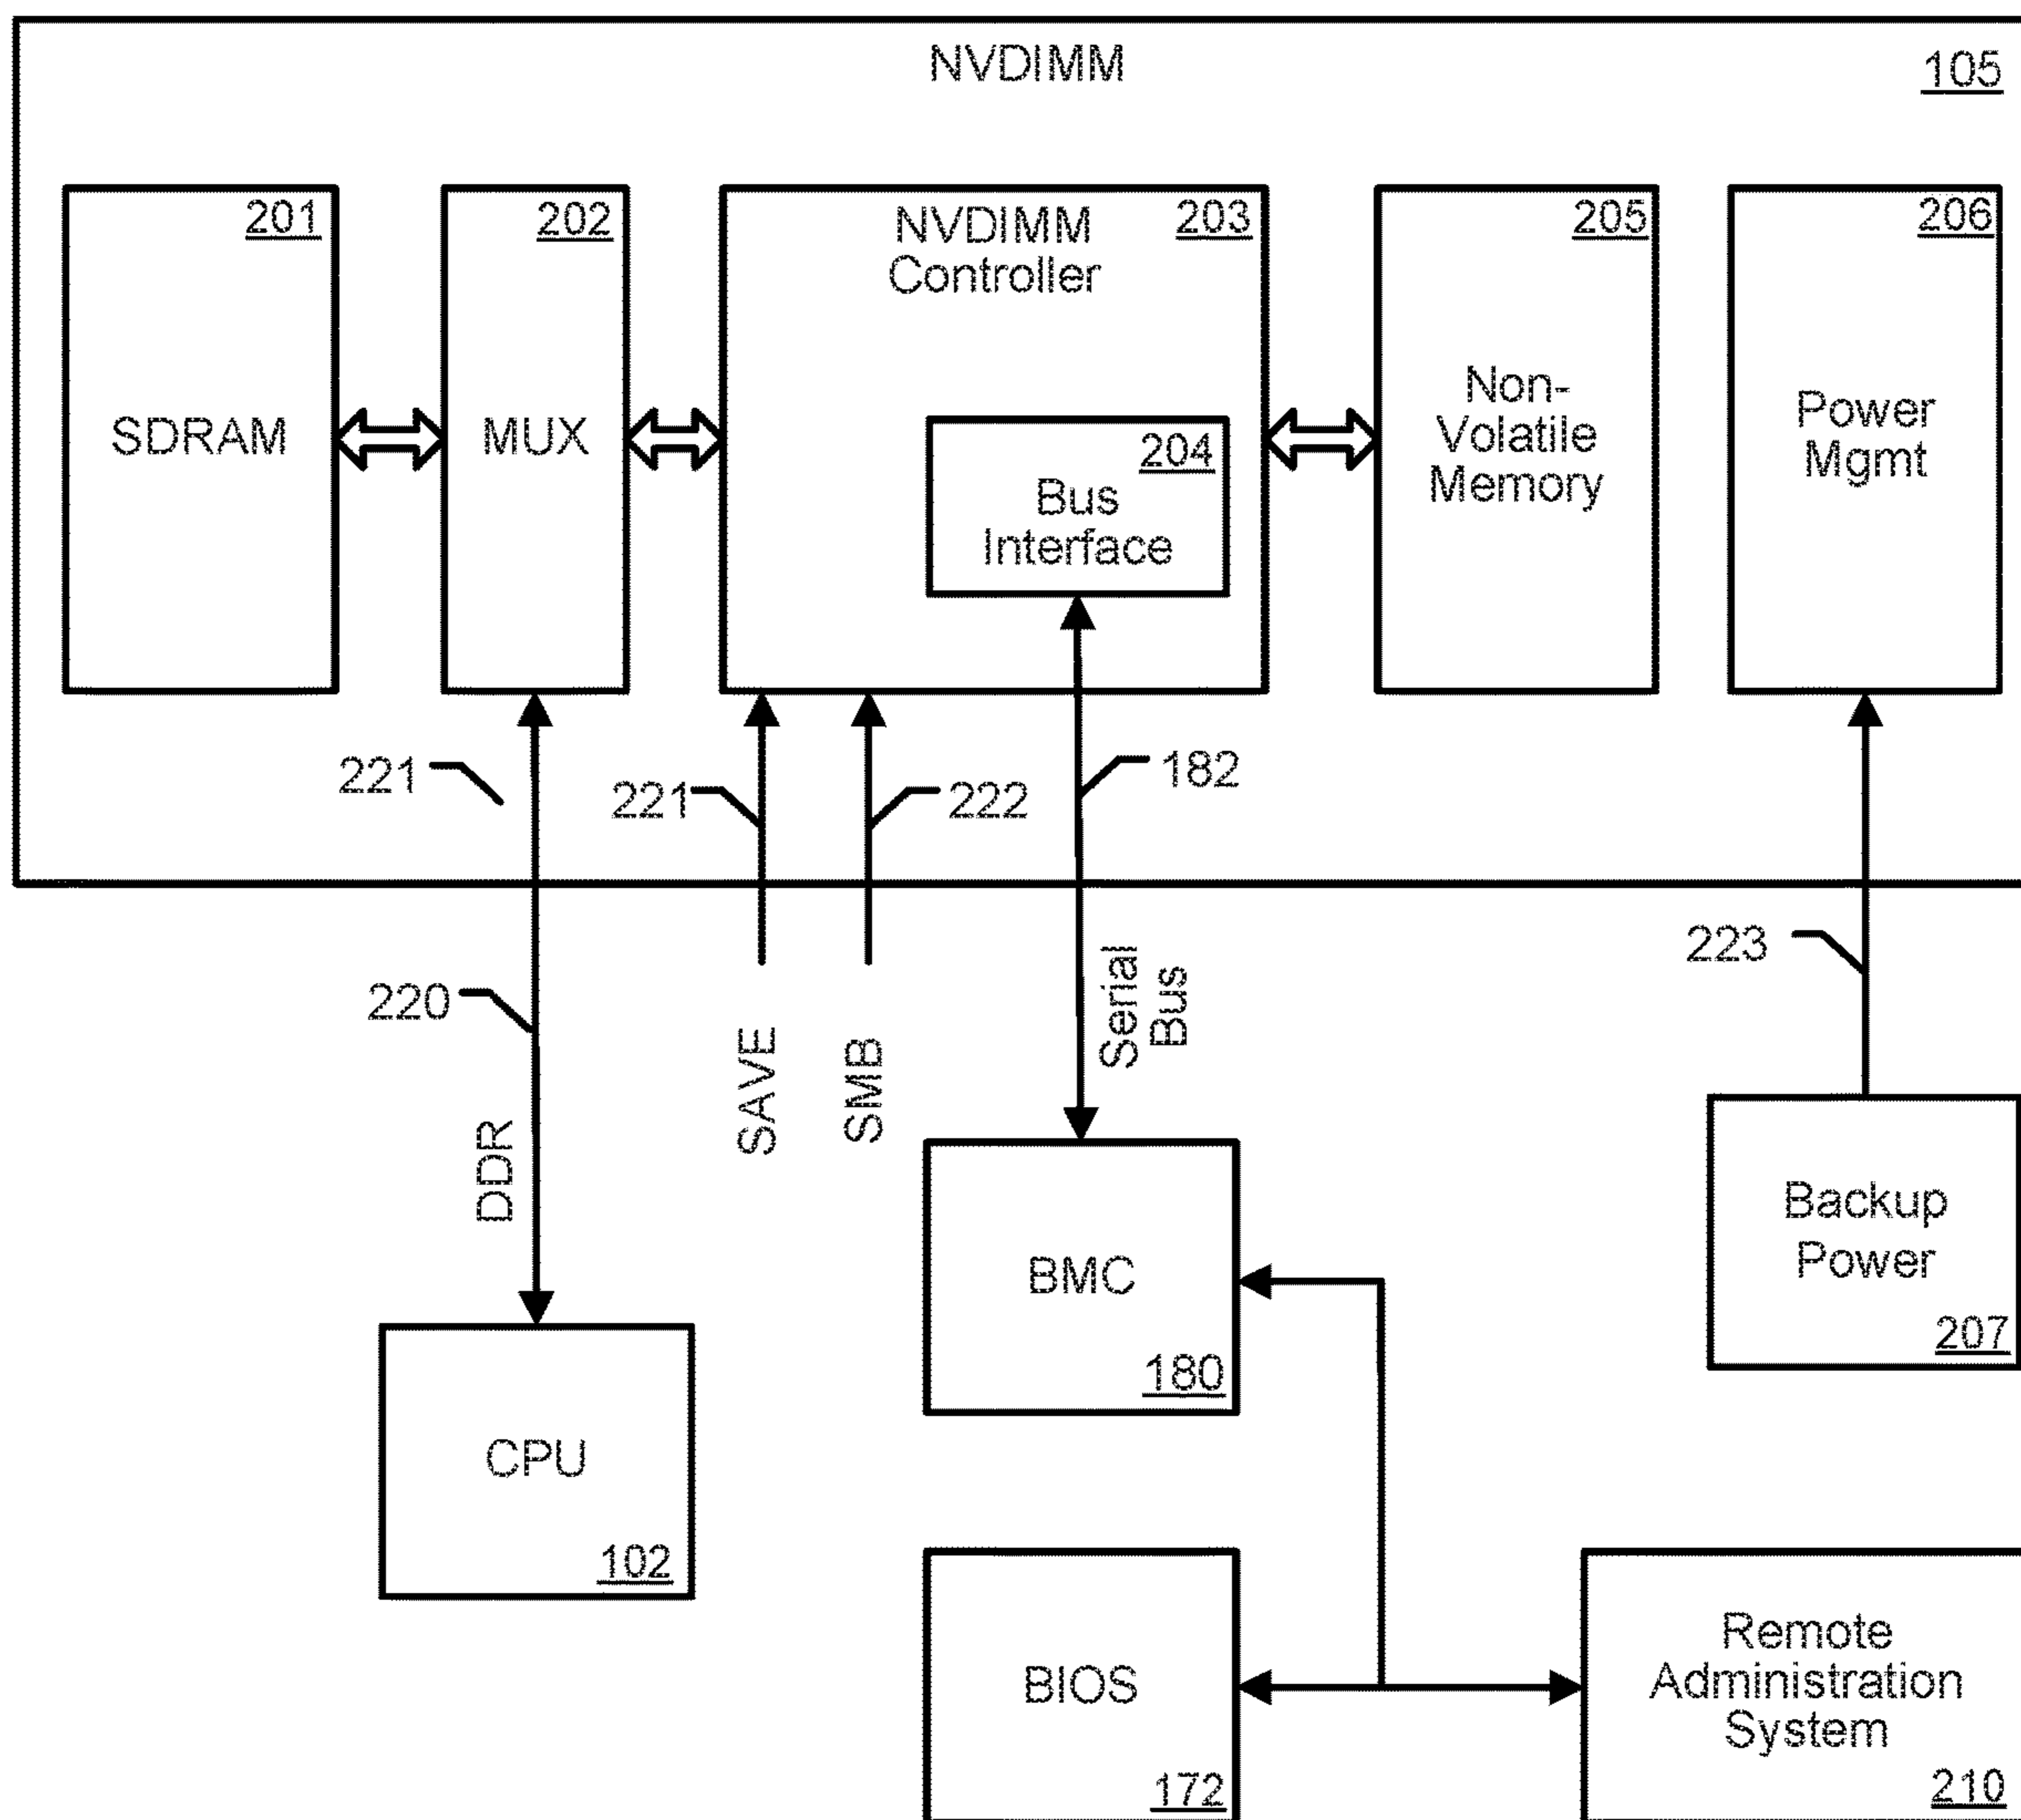 NVDIMM
105
201
202
NVDIMM
Controller
203
205
206
SDRAM
MUX
204
Bus
Interface
Non-
Volatile
Memory
Power
Mgmt
221
221
222
182
220
223
DDR
SAVE
SMB
Serial
Bus
BMC
180
Backup
Power
207
CPU
102
BIOS
172
Remote
Administration
System
210